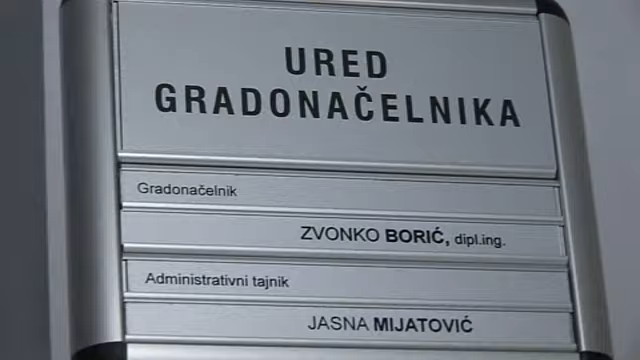 URED
GRADONAČELNIKA
Gradonačelnik
ZVONKO BORIĆ, dipl.ing.
Administrativni tajnik
JASNA MIJATOVIĆ